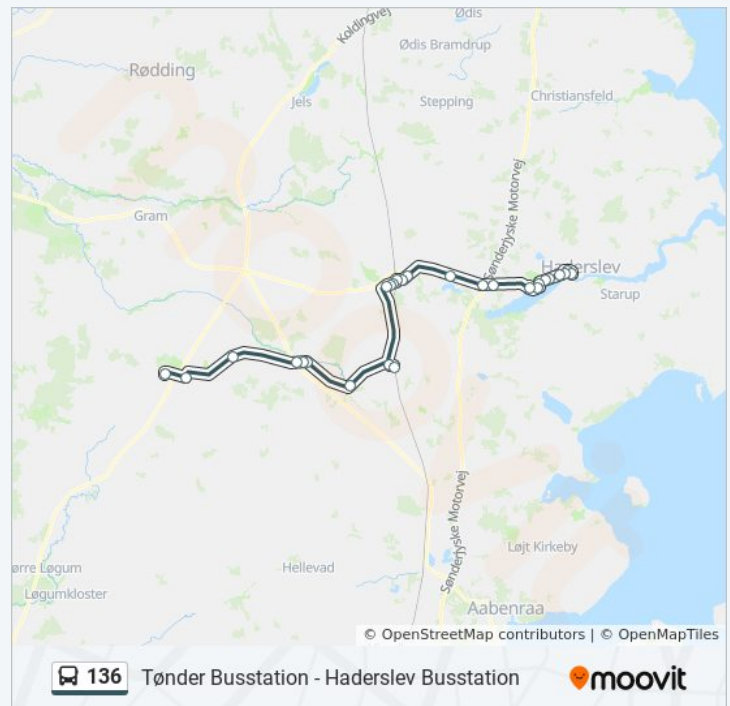 Ødis
Koldingvej
Ødis Bramdrup
Rødding
Jels
Stepping
Christiansfeld
Sønderjyske Motorvej
Gram
Haderslev
Starup
Sønderjyske Motorvej
Løjt Kirkeby
ørre Løgum
Hellevad
Løgumkloster
Aabenraa
© OpenStreetMap contributors | © OpenMapTiles
136 Tønder Busstation - Haderslev Busstation moovit